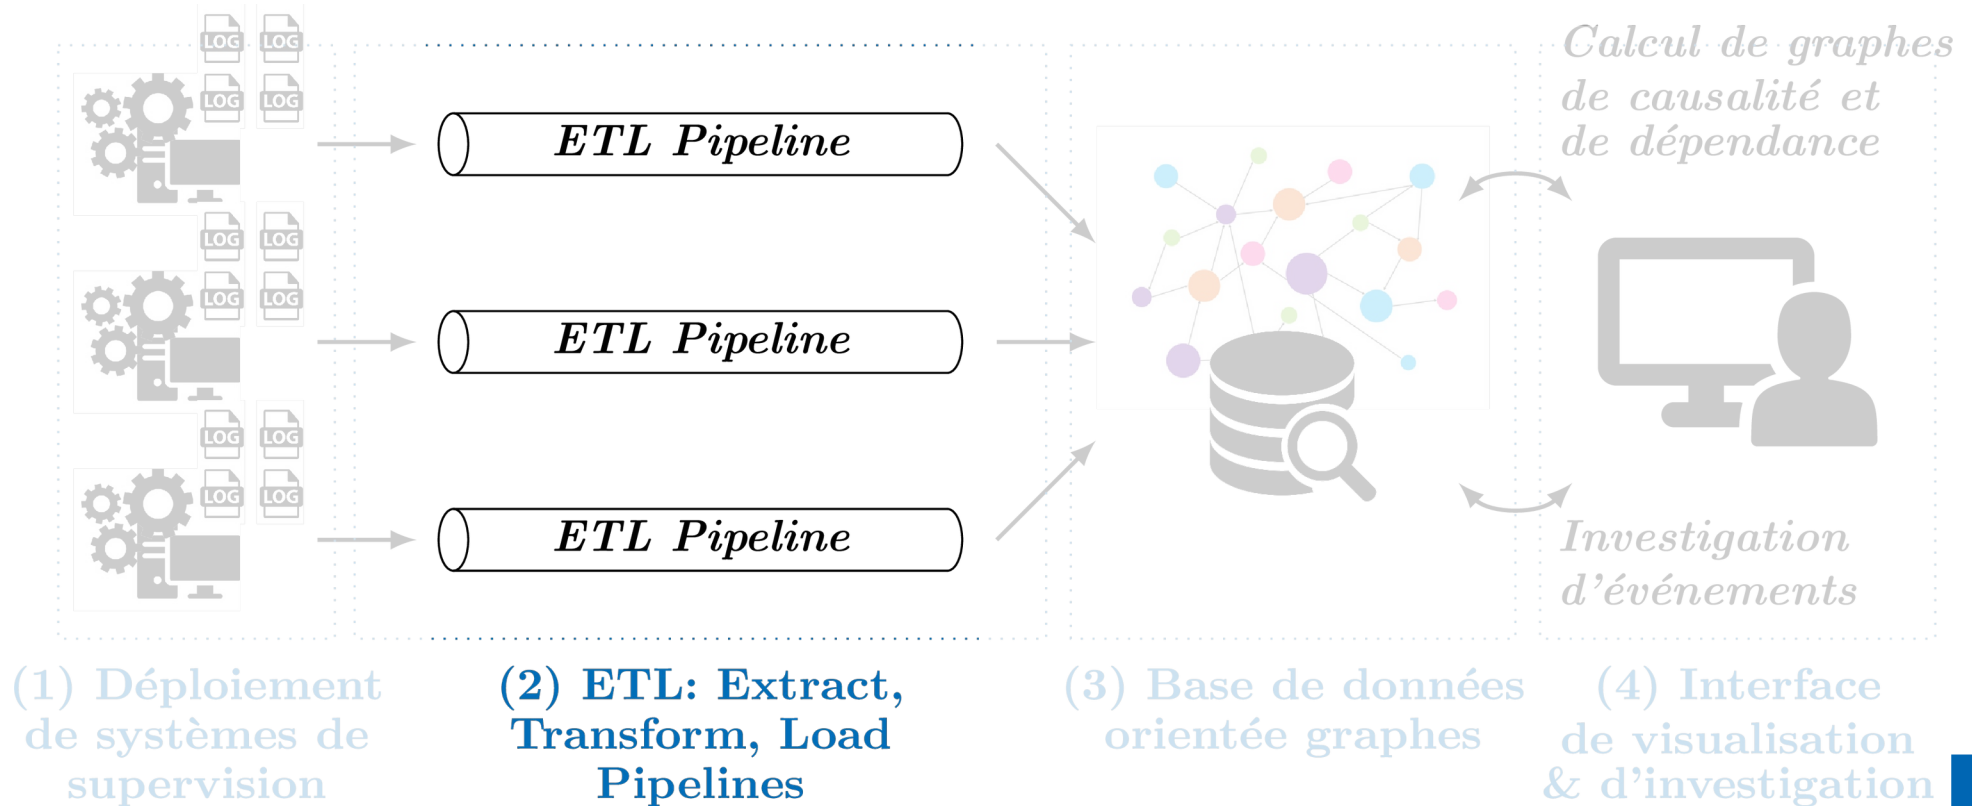 LOG LOG
LOG LOG
LOG LOG
LOG LOG
LOG LOG
LOG LOG
ETL Pipeline
ETL Pipeline
ETL Pipeline
Calcul de graphes
de causalité et
de dépendance
Investigation
d'événements
(1) Déploiement
de systèmes de
supervision
(2) ETL: Extract,
Transform, Load
Pipelines
(3) Base de données
orientée graphes
(4) Interface
de visualisation
& d'investigation